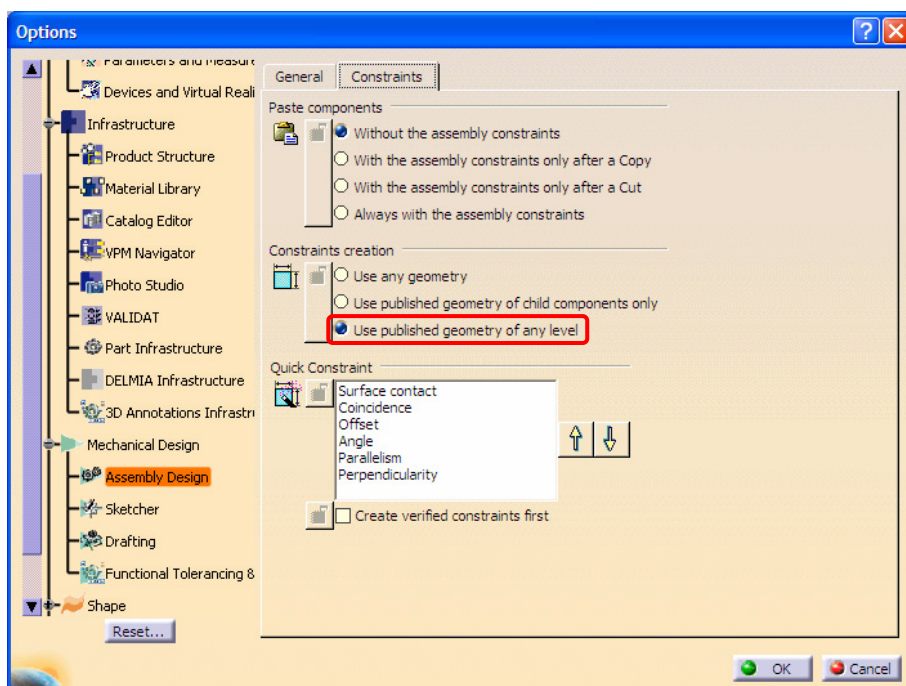 Options
Parameters and Measure
Devices and Virtual Reali
Infrastructure
Product Structure
Material Library
Catalog Editor
VPM Navigator
Photo Studio
VALIDAT
Part Infrastructure
DELMIA Infrastructure
3D Annotations Infrastr
Mechanical Design
Assembly Design
Sketcher
Drafting
Functional Tolerancing &
Shape
Reset...
General
Constraints
Paste components
Without the assembly constraints
With the assembly constraints only after a Copy
With the assembly constraints only after a Cut
Always with the assembly constraints
Constraints creation
Use any geometry
Use published geometry of child components only
Use published geometry of any level
Quick Constraint
Surface contact
Coincidence
Offset
Angle
Parallelism
Perpendicularity
Create verified constraints first
OK
Cancel